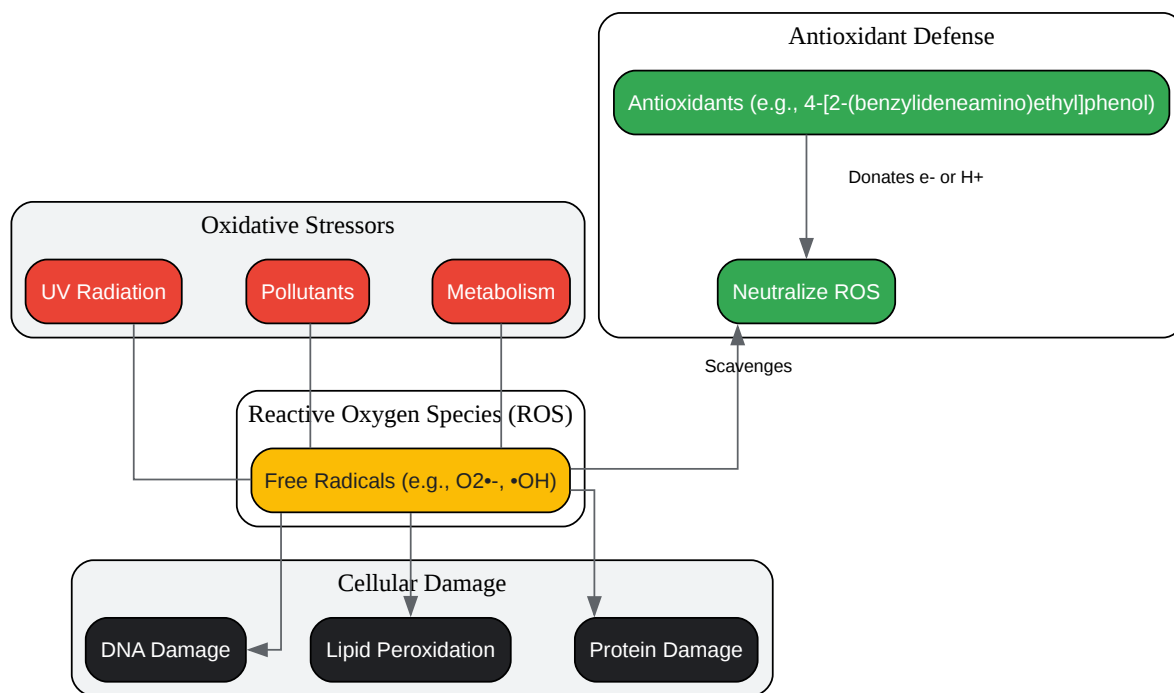 Antioxidant Defense
Antioxidants (e.g., 4-[2-(benzylideneamino)ethyl]phenol)
Donates e- or H+
Oxidative Stressors
UV Radiation
Pollutants
Metabolism
Neutralize ROS
Scavenges
Reactive Oxygen Species (ROS)
Free Radicals (e.g., O2•-, •OH)
Cellular Damage
DNA Damage
Lipid Peroxidation
Protein Damage